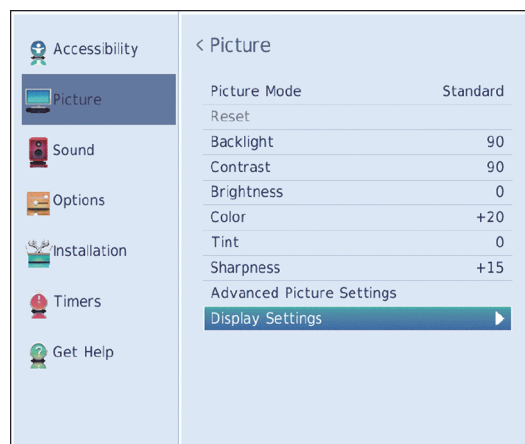 Accessibility
Picture
Sound
Options
Installation
Timers
Get Help
< Picture
Picture Mode Standard
Reset
Backlight 90
Contrast 90
Brightness 0
Color +20
Tint 0
Sharpness +15
Advanced Picture Settings
Display Settings